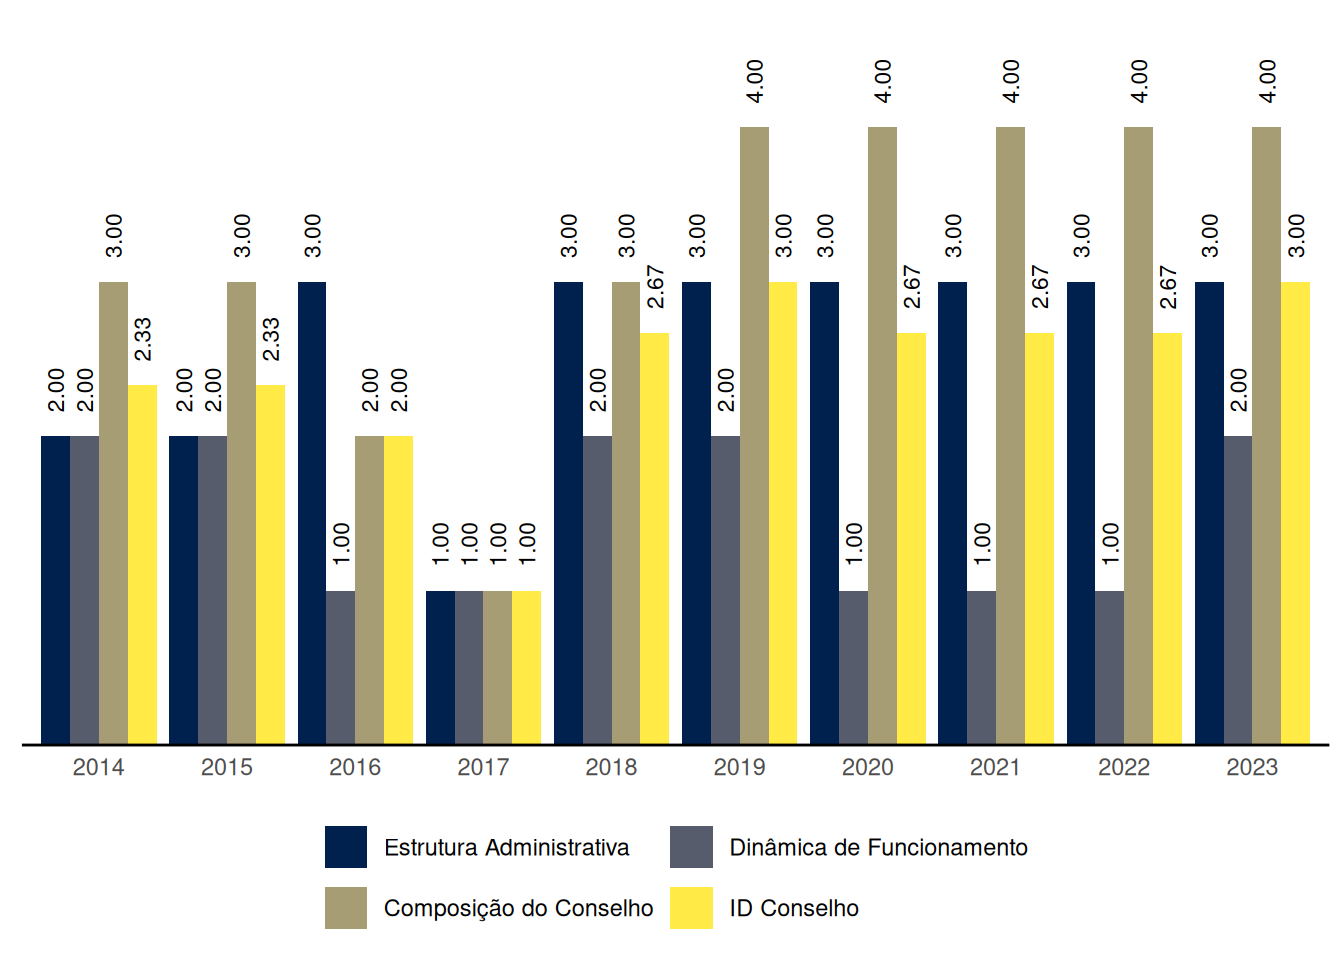 4.00 4.00 4.00 4.00 4.00
3.00 3.00 3.00 3.00 3.00 3.00 3.00 3.00 3.00 3.00 3.00 3.00
2.67 2.67 2.67 2.67
2.33 2.33
2.00 2.00 2.00 2.00 2.00 2.00 2.00 2.00 2.00
1.00 1.00 1.00 1.00 1.00 1.00 1.00 1.00
2014 2015 2016 2017 2018 2019 2020 2021 2022 2023
Estrutura Administrativa Dinâmica de Funcionamento
Composição do Conselho ID Conselho